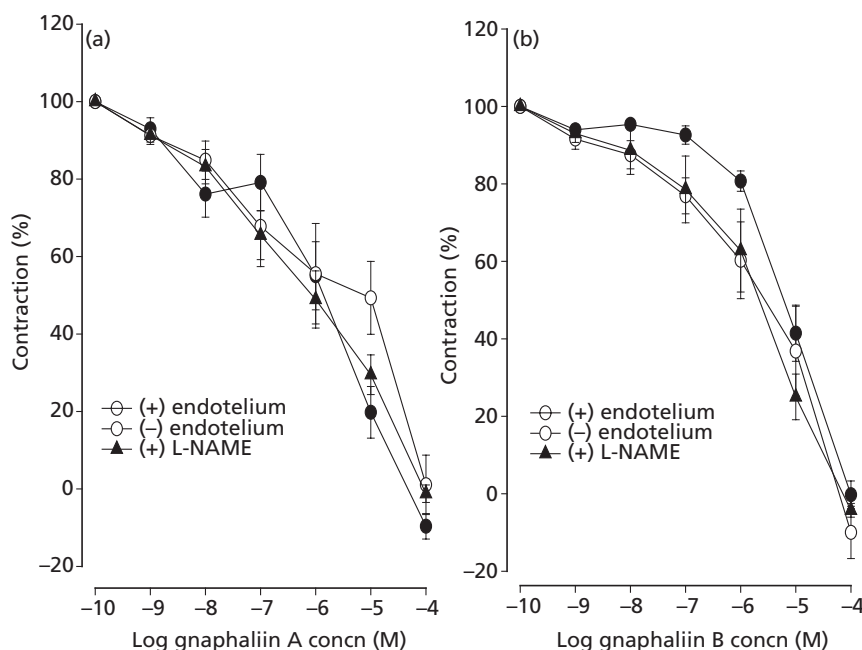 (a)
120
100
80
60
40
20
0
–20
Contraction (%)
(+) endotelium
(–) endotelium
(+) L-NAME
–10 –9 –8 –7 –6 –5 –4
Log gnaphaliin A concn (M)
(b)
120
100
80
60
40
20
0
–20
Contraction (%)
(+) endotelium
(–) endotelium
(+) L-NAME
–10 –9 –8 –7 –6 –5 –4
Log gnaphaliin B concn (M)